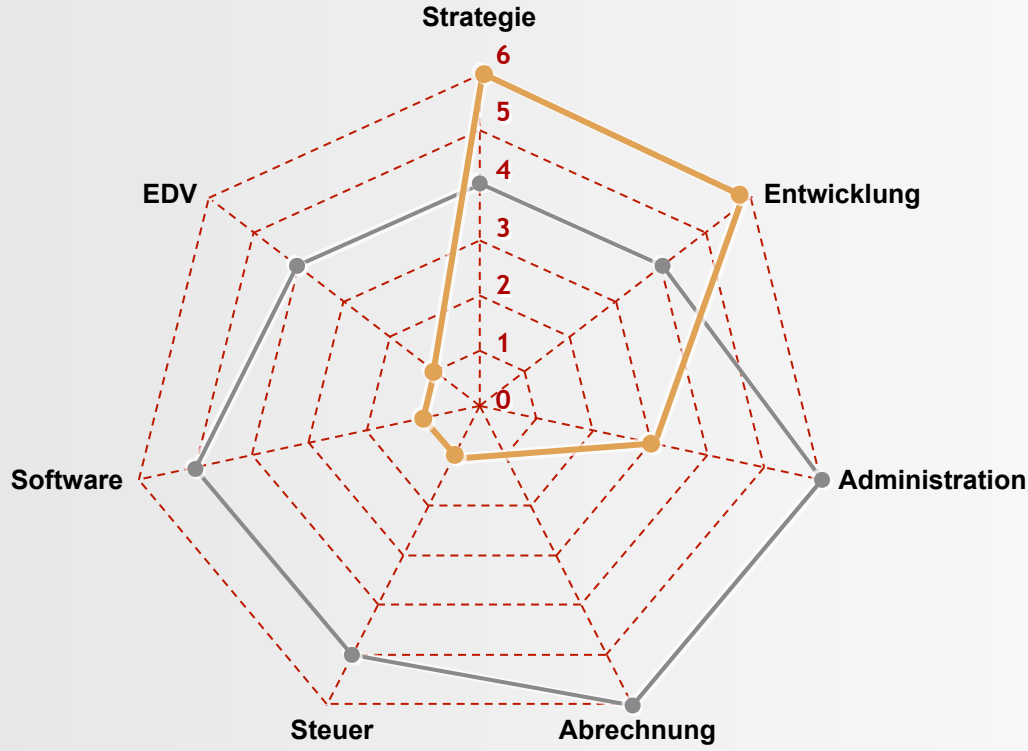 Strategie
6
5
4
3
2
1
0
EDV
Entwicklung
Software
Administration
Steuer
Abrechnung